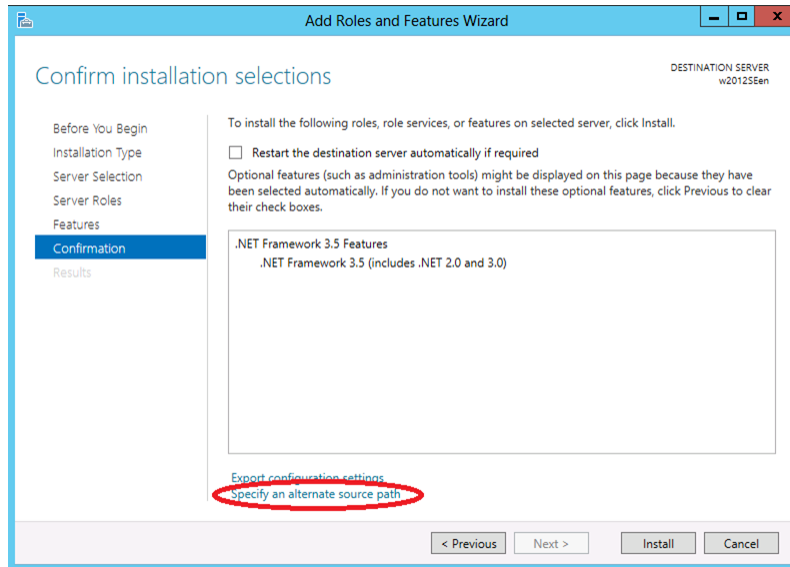 Add Roles and Features Wizard
Confirm installation selections
DESTINATION SERVER
w2012SEen
Before You Begin
Installation Type
Server Selection
Server Roles
Features
Confirmation
Results
To install the following roles, role services, or features on selected server, click Install.
Restart the destination server automatically if required
Optional features (such as administration tools) might be displayed on this page because they have
been selected automatically. If you do not want to install these optional features, click Previous to clear
their check boxes.
.NET Framework 3.5 Features
.NET Framework 3.5 (includes .NET 2.0 and 3.0)
Export configuration settings
Specify an alternate source path
< Previous
Next >
Install
Cancel